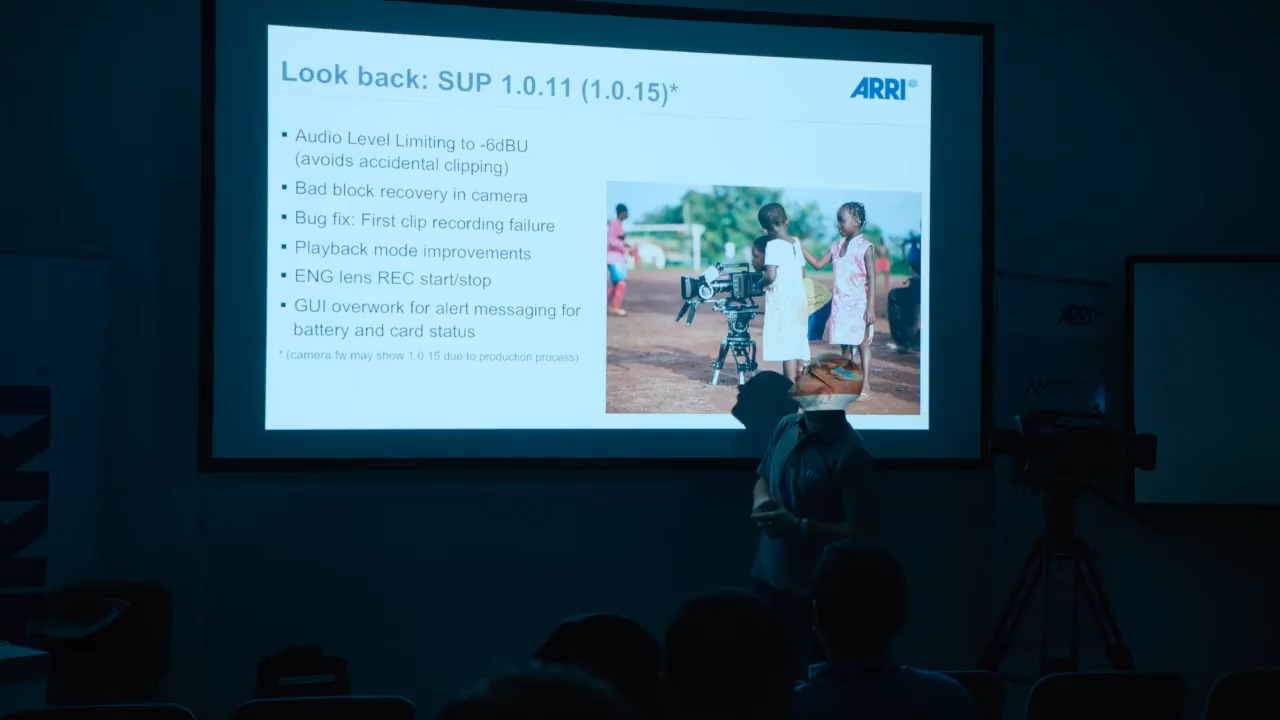 Look back: SUP 1.0.11 (1.0.15)*
ARRI
▪ Audio Level Limiting to -6dBU
(avoids accidental clipping)
▪ Bad block recovery in camera
▪ Bug fix: First clip recording failure
▪ Playback mode improvements
▪ ENG lens REC start/stop
▪ GUI overwork for alert messaging for
battery and card status
* (camera fw may show 1.0.15 due to production process)
ARRI